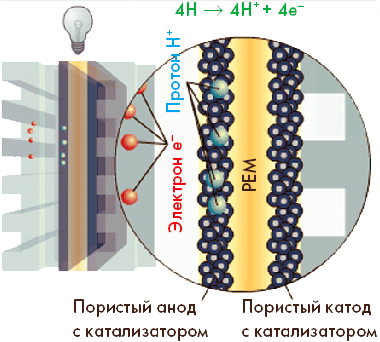 4H → 4H⁺ + 4e⁻
Протон H⁺
Электрон e⁻
PEM
Пористый анод
с катализатором
Пористый катод
с катализатором